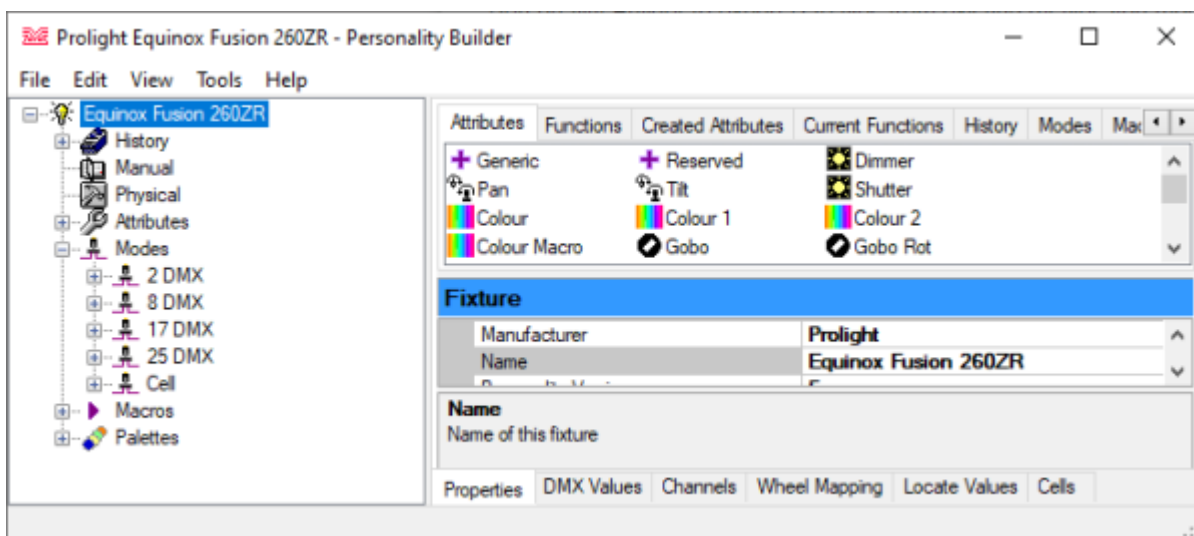 Prolight Equinox Fusion 260ZR - Personality Builder
File Edit View Tools Help
Equinox Fusion 260ZR
History
Manual
Physical
Attributes
Modes
2 DMX
8 DMX
17 DMX
25 DMX
Cell
Macros
Palettes
Attributes Functions Created Attributes Current Functions History Modes Mac
Generic Reserved Dimmer
Pan Tilt Shutter
Colour Colour 1 Colour 2
Colour Macro Gobo Gobo Rot
Fixture
Manufacturer Prolight
Name Equinox Fusion 260ZR
Name
Name of this fixture
Properties DMX Values Channels Wheel Mapping Locate Values Cells